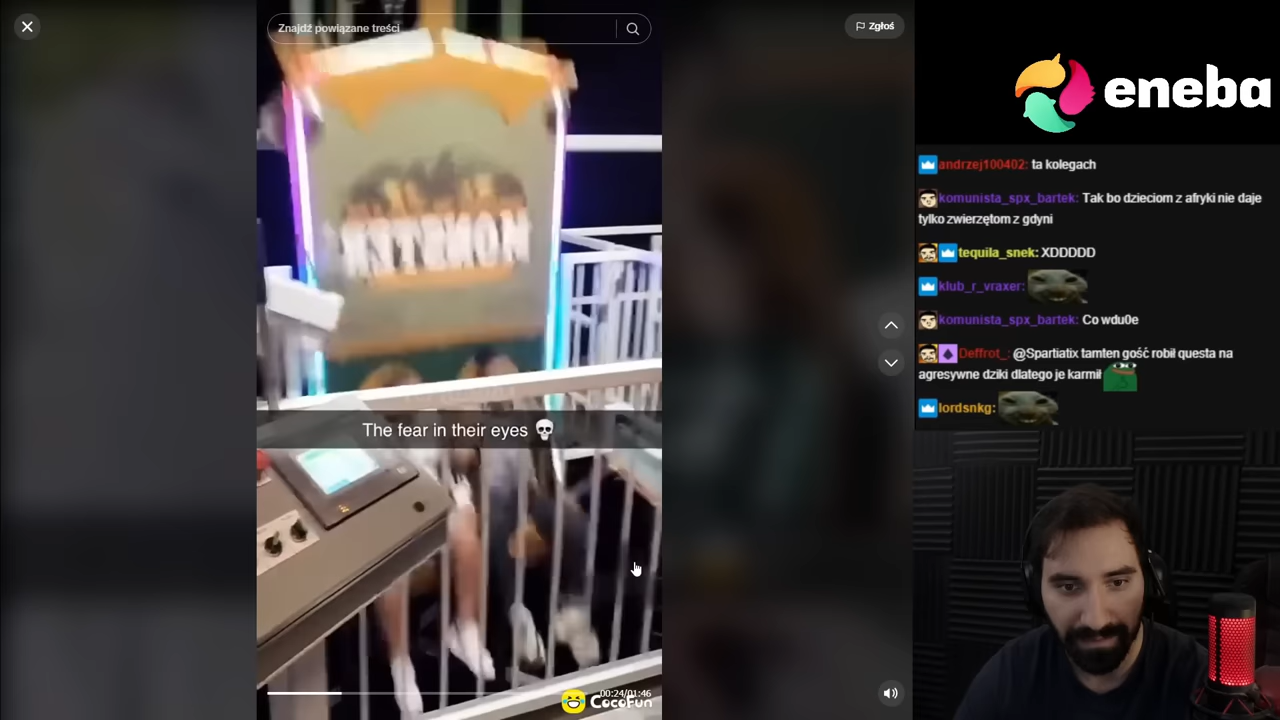 Znajdź powiązane treści
Zgłoś
The fear in their eyes 💀
00:24/01:46
CocoFun
eneba
andrzej100402: ta kolegach
komunista_spx_bartek: Tak bo dzieciom z afryki nie daje
tylko zwierzętom z gdyni
tequila_snek: XDDDDD
klub_r_vraxer:
komunista_spx_bartek: Co wdu0e
Deffrot_: @Spartiatix tamten gość robił questa na
agresywne dziki dlatego je karmił
lordsnkg: